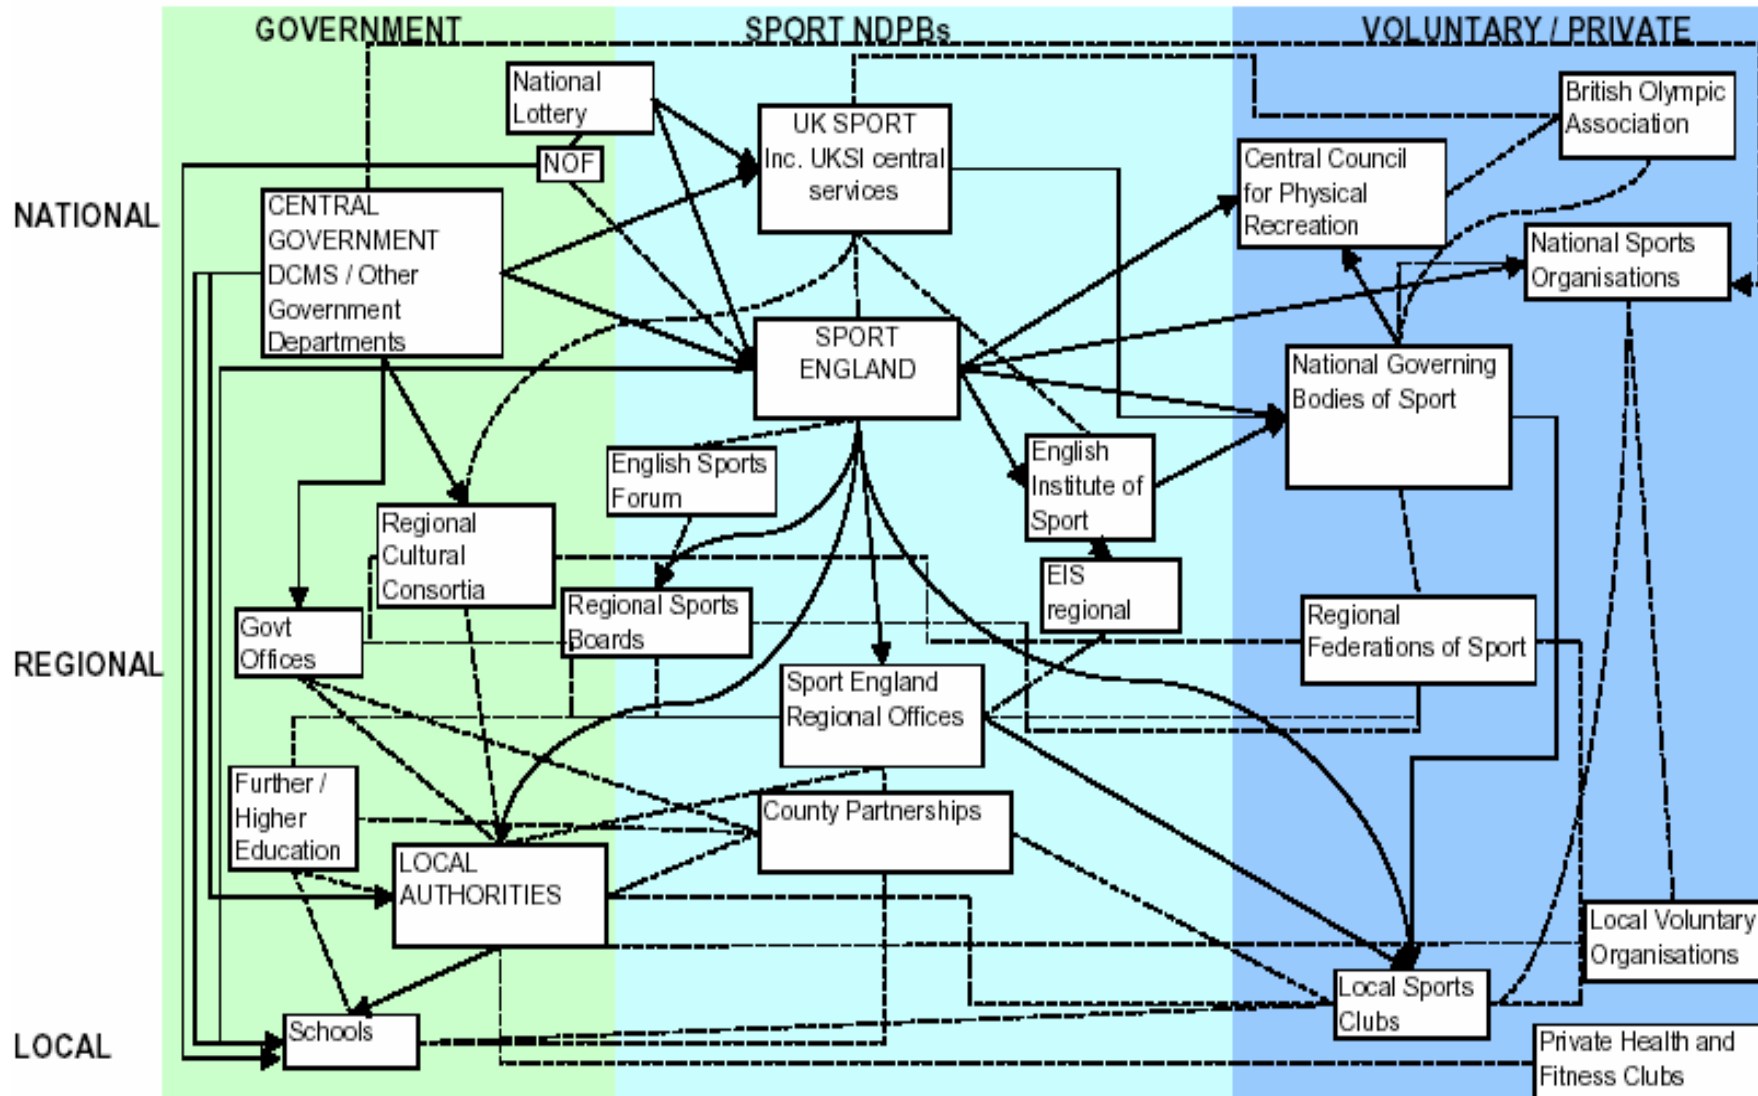 GOVERNMENT
SPORT NDPBs
VOLUNTARY / PRIVATE
NATIONAL
REGIONAL
LOCAL
National
Lottery
NOF
CENTRAL
GOVERNMENT
DCMS / Other
Government
Departments
UK SPORT
Inc. UKSI central
services
British Olympic
Association
Central Council
for Physical
Recreation
National Sports
Organisations
SPORT
ENGLAND
National Governing
Bodies of Sport
English Sports
Forum
English
Institute of
Sport
Regional
Cultural
Consortia
EIS
regional
Regional Sports
Boards
Govt
Offices
Regional
Federations of Sport
Sport England
Regional Offices
Further /
Higher
Education
County Partnerships
LOCAL
AUTHORITIES
Local Voluntary
Organisations
Local Sports
Clubs
Schools
Private Health and
Fitness Clubs